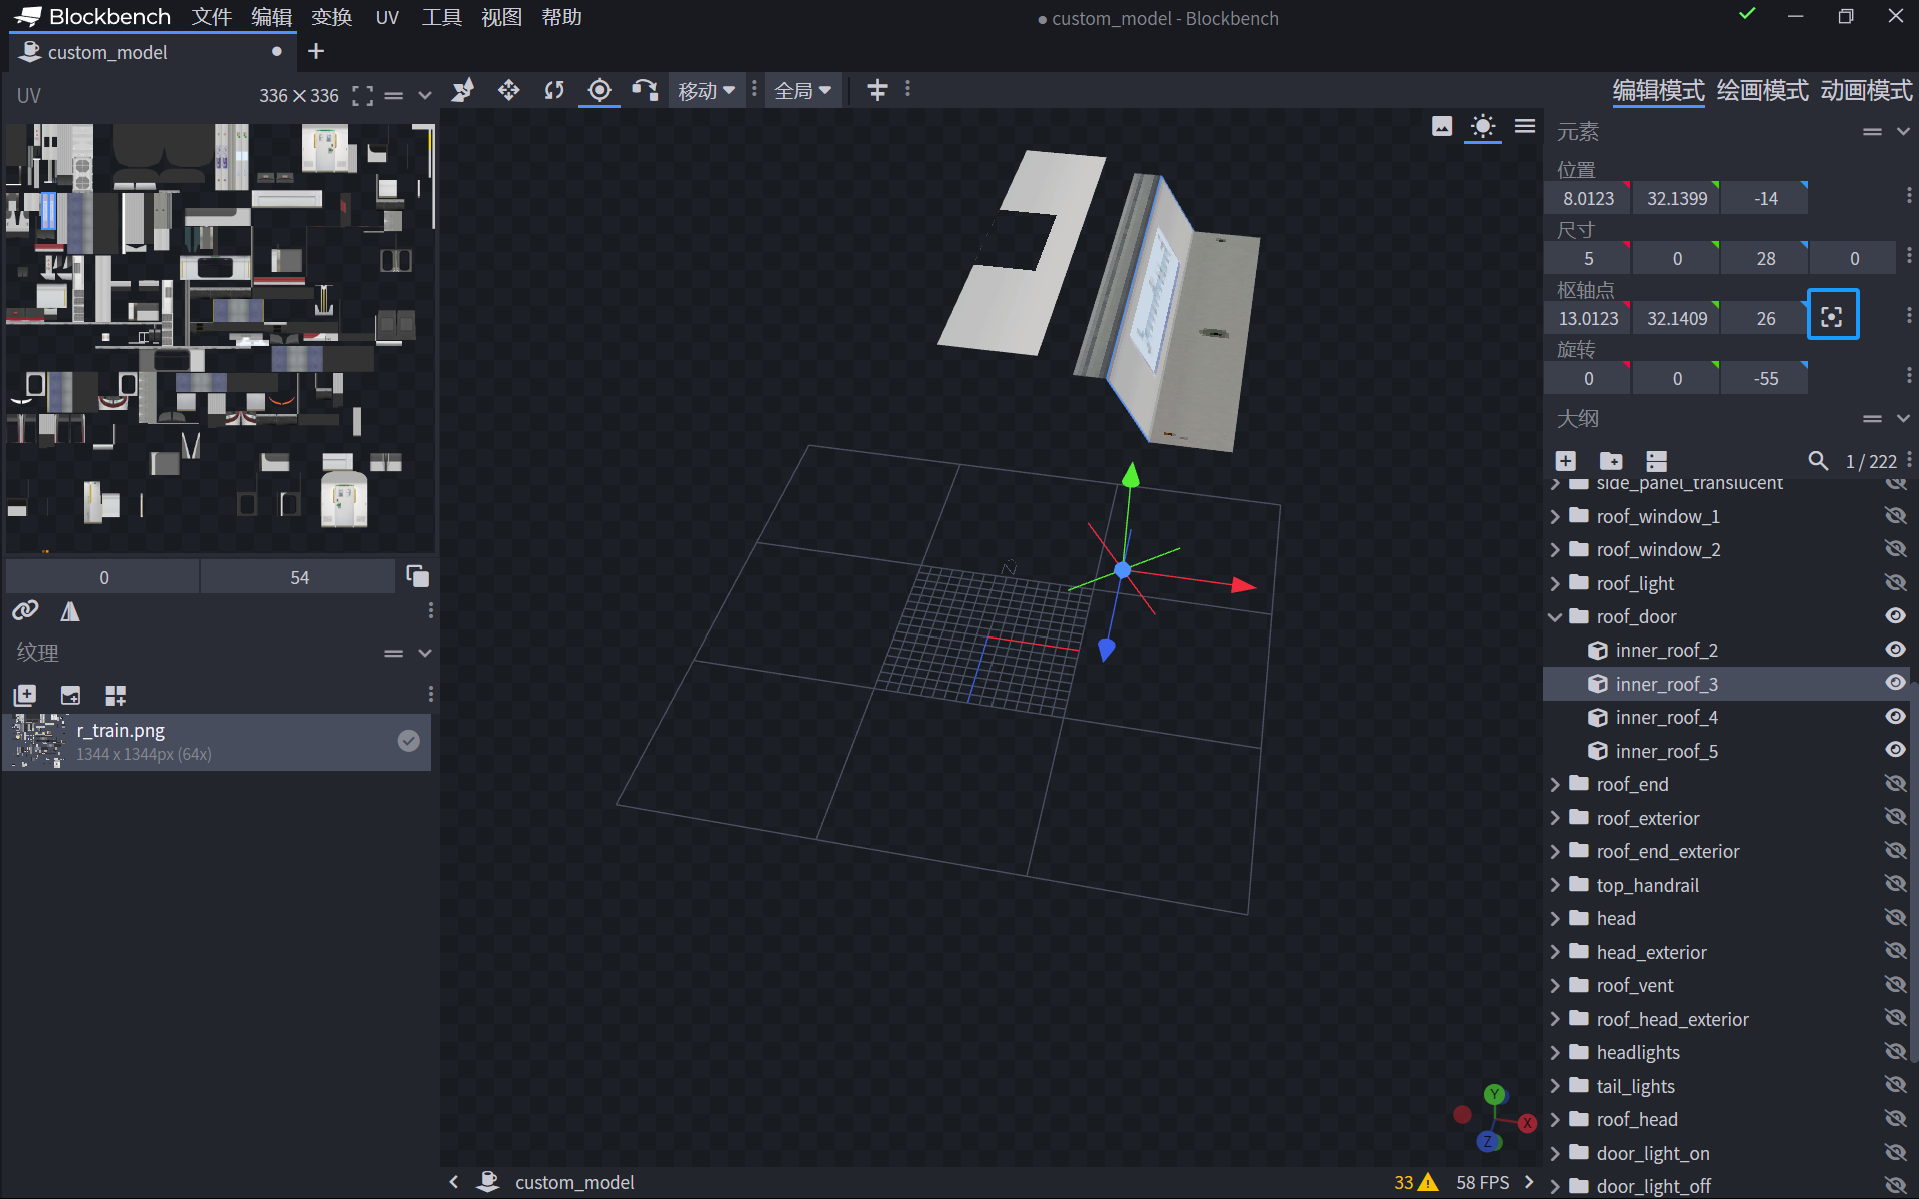 Blockbench 文件 编辑 变换 UV 工具 视图 帮助
● custom_model - Blockbench
custom_model
UV 336 × 336
移动 全局
编辑模式 绘画模式 动画模式
元素
位置
8.0123 32.1399 -14
尺寸
5 0 28 0
枢轴点
13.0123 32.1409 26
旋转
0 0 -55
大纲
1 / 222
side_panel_translucent
roof_window_1
roof_window_2
roof_light
roof_door
inner_roof_2
inner_roof_3
inner_roof_4
inner_roof_5
roof_end
roof_exterior
roof_end_exterior
top_handrail
head
head_exterior
roof_vent
roof_head_exterior
headlights
tail_lights
roof_head
door_light_on
door_light_off
0 54
纹理
r_train.png
1344 x 1344px (64x)
N
Y
X
Z
custom_model
33 58 FPS